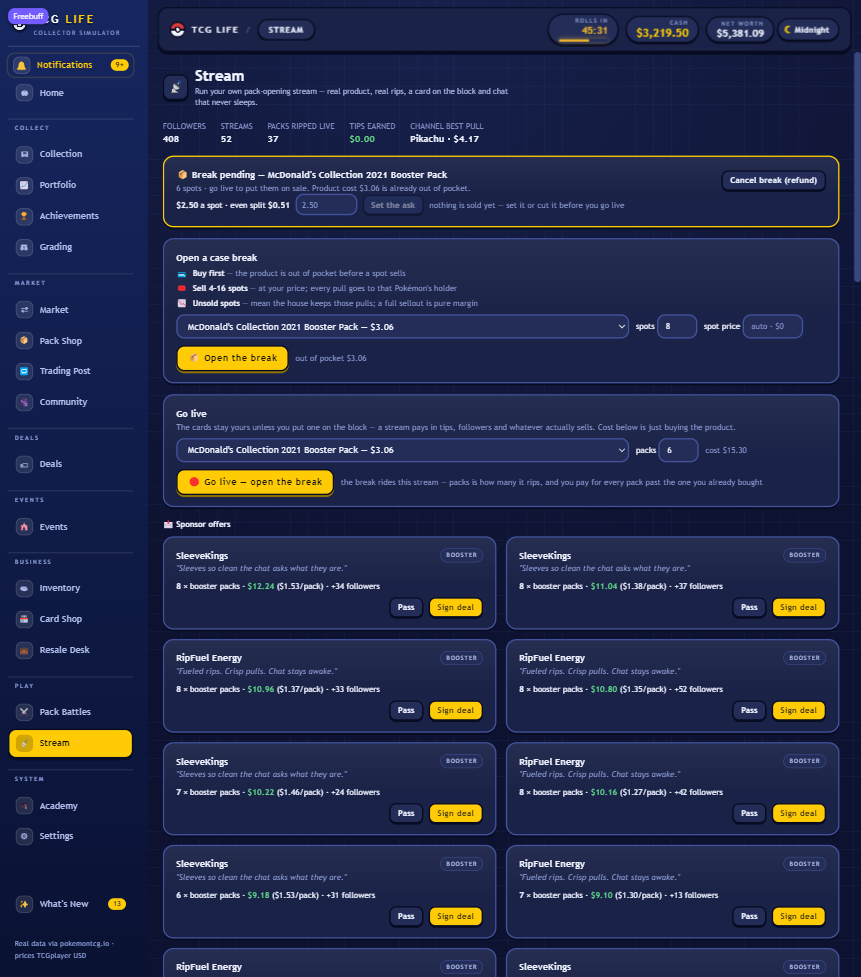 Freebuff
TCG LIFE
COLLECTOR SIMULATOR
Notifications 9+
Home
COLLECT
Collection
Portfolio
Achievements
Grading
MARKET
Market
Pack Shop
Trading Post
Community
DEALS
Deals
EVENTS
Events
BUSINESS
Inventory
Card Shop
Resale Desk
PLAY
Pack Battles
Stream
SYSTEM
Academy
Settings
What's New 13
Real data via pokemontcg.io ·
prices TCGplayer USD
TCG LIFE / STREAM
ROLLS IN
45:31
CASH
$3,219.50
NET WORTH
$5,381.09
Midnight
Stream
Run your own pack-opening stream — real product, real rips, a card on the block and chat
that never sleeps.
FOLLOWERS STREAMS PACKS RIPPED LIVE TIPS EARNED CHANNEL BEST PULL
408 52 37 $0.00 Pikachu · $4.17
Break pending — McDonald's Collection 2021 Booster Pack
6 spots · go live to put them on sale. Product cost $3.06 is already out of pocket.
Cancel break (refund)
$2.50 a spot · even split $0.51 2.50 Set the ask nothing is sold yet — set it or cut it before you go live
Open a case break
Buy first — the product is out of pocket before a spot sells
Sell 4-16 spots — at your price; every pull goes to that Pokémon's holder
Unsold spots — mean the house keeps those pulls; a full sellout is pure margin
McDonald's Collection 2021 Booster Pack — $3.06 spots 8 spot price auto · $0
Open the break out of pocket $3.06
Go live
The cards stay yours unless you put one on the block — a stream pays in tips, followers and whatever actually sells. Cost below is just buying the product.
McDonald's Collection 2021 Booster Pack — $3.06 packs 6 cost $15.30
Go live — open the break the break rides this stream — packs is how many it rips, and you pay for every pack past the one you already bought
Sponsor offers
SleeveKings BOOSTER
"Sleeves so clean the chat asks what they are."
8 × booster packs · $12.24 ($1.53/pack) · +34 followers
Pass Sign deal
SleeveKings BOOSTER
"Sleeves so clean the chat asks what they are."
8 × booster packs · $11.04 ($1.38/pack) · +37 followers
Pass Sign deal
RipFuel Energy BOOSTER
"Fueled rips. Crisp pulls. Chat stays awake."
8 × booster packs · $10.96 ($1.37/pack) · +33 followers
Pass Sign deal
RipFuel Energy BOOSTER
"Fueled rips. Crisp pulls. Chat stays awake."
8 × booster packs · $10.80 ($1.35/pack) · +52 followers
Pass Sign deal
SleeveKings BOOSTER
"Sleeves so clean the chat asks what they are."
7 × booster packs · $10.22 ($1.46/pack) · +24 followers
Pass Sign deal
RipFuel Energy BOOSTER
"Fueled rips. Crisp pulls. Chat stays awake."
8 × booster packs · $10.16 ($1.27/pack) · +42 followers
Pass Sign deal
SleeveKings BOOSTER
"Sleeves so clean the chat asks what they are."
6 × booster packs · $9.18 ($1.53/pack) · +31 followers
Pass Sign deal
RipFuel Energy BOOSTER
"Fueled rips. Crisp pulls. Chat stays awake."
7 × booster packs · $9.10 ($1.30/pack) · +13 followers
Pass Sign deal
RipFuel Energy BOOSTER
SleeveKings BOOSTER